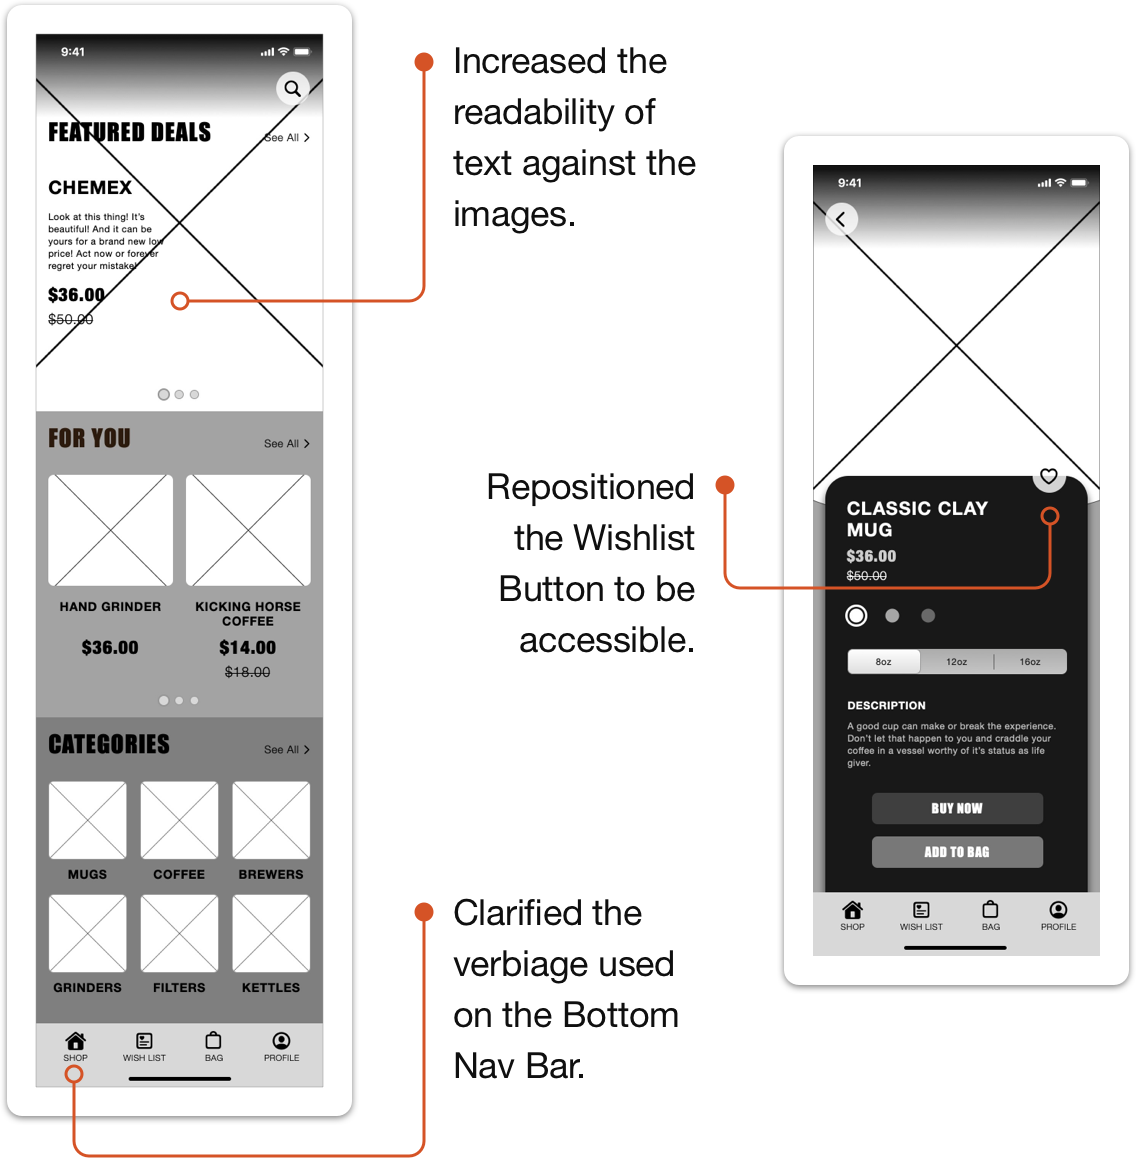 9:41
FEATURED DEALS
See All
CHEMEX
Look at this thing! It's
beautiful! And it can be
yours for a brand new low
price! Act now or forever
regret your mistake!
$36.00
$50.00
FOR YOU
See All
HAND GRINDER
KICKING HORSE
COFFEE
$36.00
$14.00
$18.00
CATEGORIES
See All
MUGS
COFFEE
BREWERS
GRINDERS
FILTERS
KETTLES
SHOP
WISH LIST
BAG
PROFILE
Increased the
readability of
text against the
images.
Repositioned
the Wishlist
Button to be
accessible.
Clarified the
verbiage used
on the Bottom
Nav Bar.
9:41
CLASSIC CLAY
MUG
$36.00
$50.00
8oz
12oz
16oz
DESCRIPTION
A good cup can make or break the experience.
Don't let that happen to you and craddle your
coffee in a vessel worthy of it's status as life
giver.
BUY NOW
ADD TO BAG
SHOP
WISH LIST
BAG
PROFILE